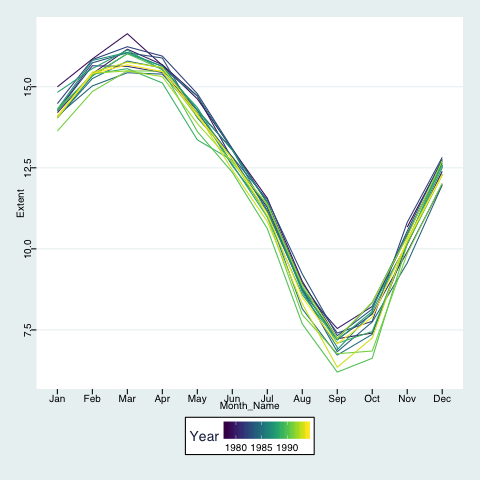 15.0
12.5
10.0
7.5
Extent
Jan Feb Mar Apr May Jun Jul Aug Sep Oct Nov Dec
Month_Name
Year
1980 1985 1990